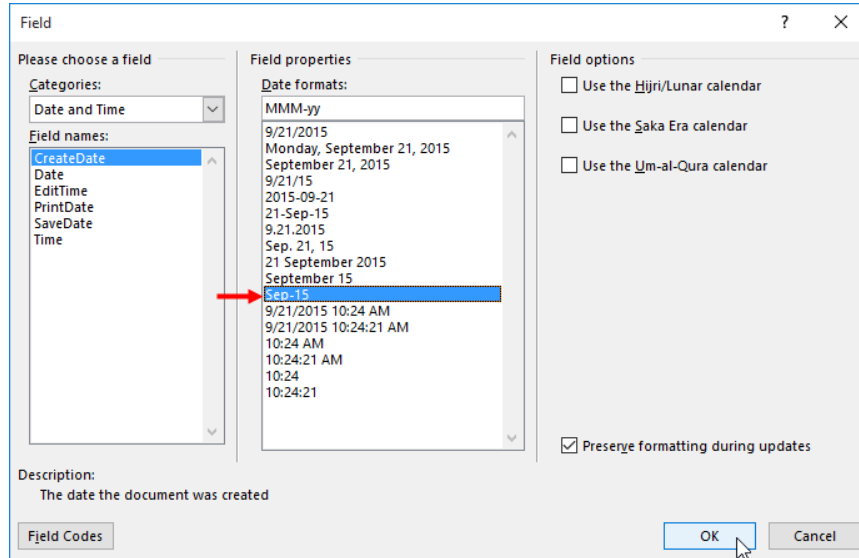 Field
?
Please choose a field
Categories:
Date and Time
Field names:
CreateDate
Date
EditTime
PrintDate
SaveDate
Time
Field properties
Date formats:
MMM-yy
9/21/2015
Monday, September 21, 2015
September 21, 2015
9/21/15
2015-09-21
21-Sep-15
9.21.2015
Sep. 21, 15
21 September 2015
September 15
Sep-15
9/21/2015 10:24 AM
9/21/2015 10:24:21 AM
10:24 AM
10:24:21 AM
10:24
10:24:21
Field options
Use the Hijri/Lunar calendar
Use the Saka Era calendar
Use the Um-al-Qura calendar
Preserve formatting during updates
Description:
The date the document was created
Field Codes
OK
Cancel